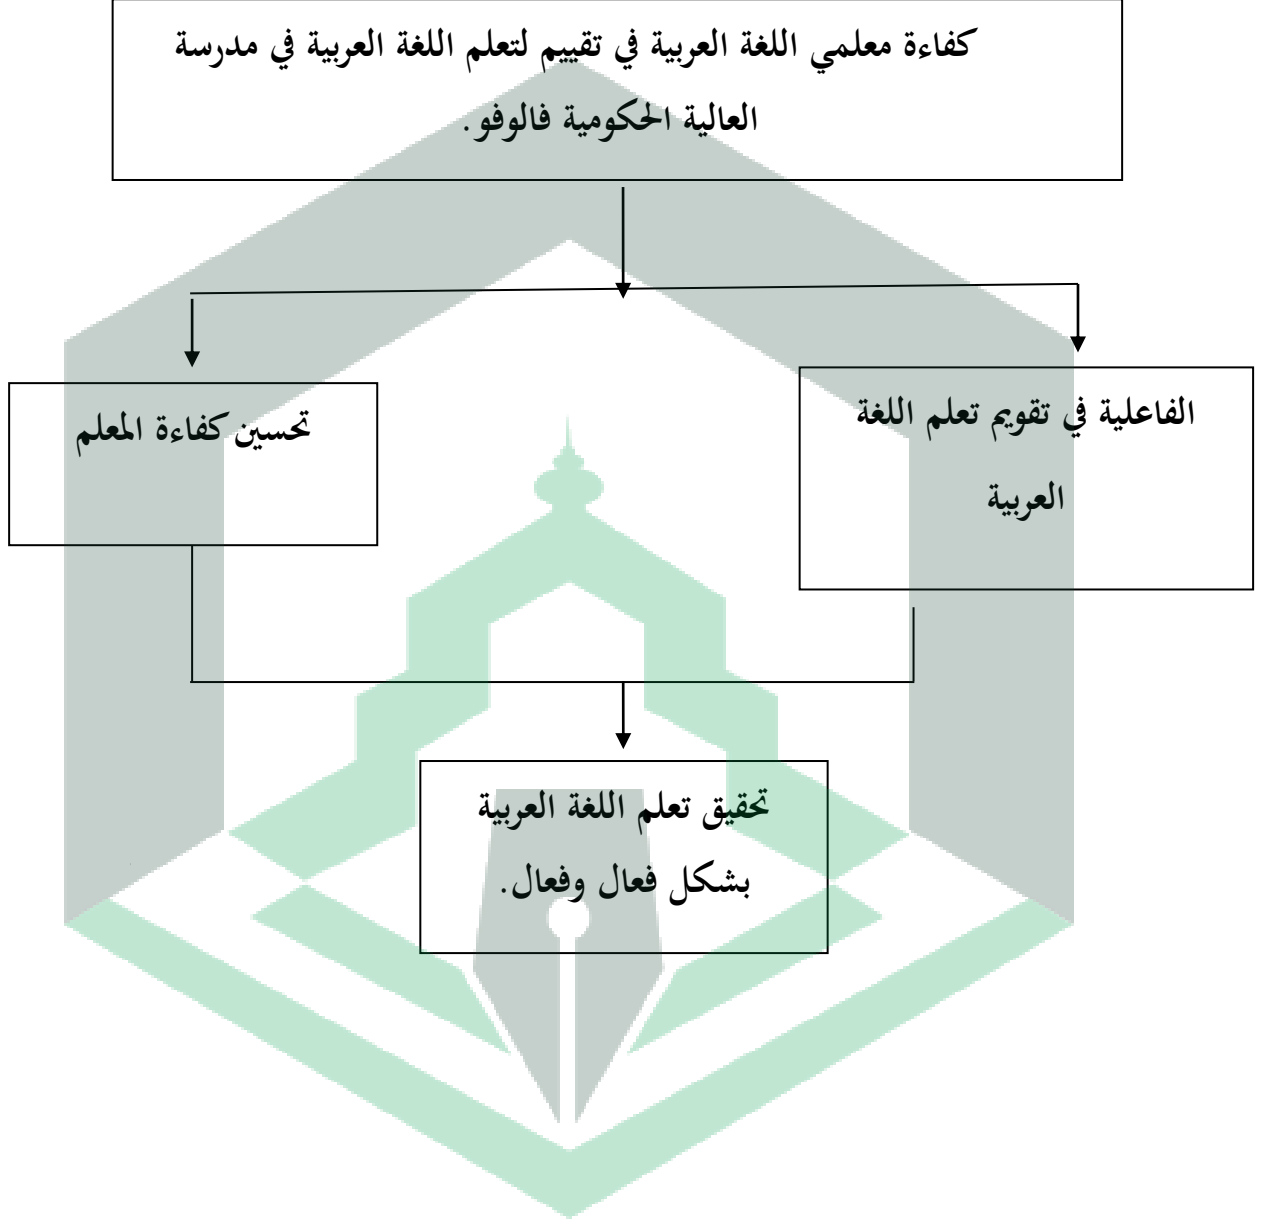 كفاءة معلمي اللغة العربية في تقييم لتعلم اللغة العربية في مدرسة
العالية الحكومية فالوفو.
الفاعلية في تقويم تعلم اللغة
العربية
تحسين كفاءة المعلم
تحقيق تعلم اللغة العربية
بشكل فعال وفعال.